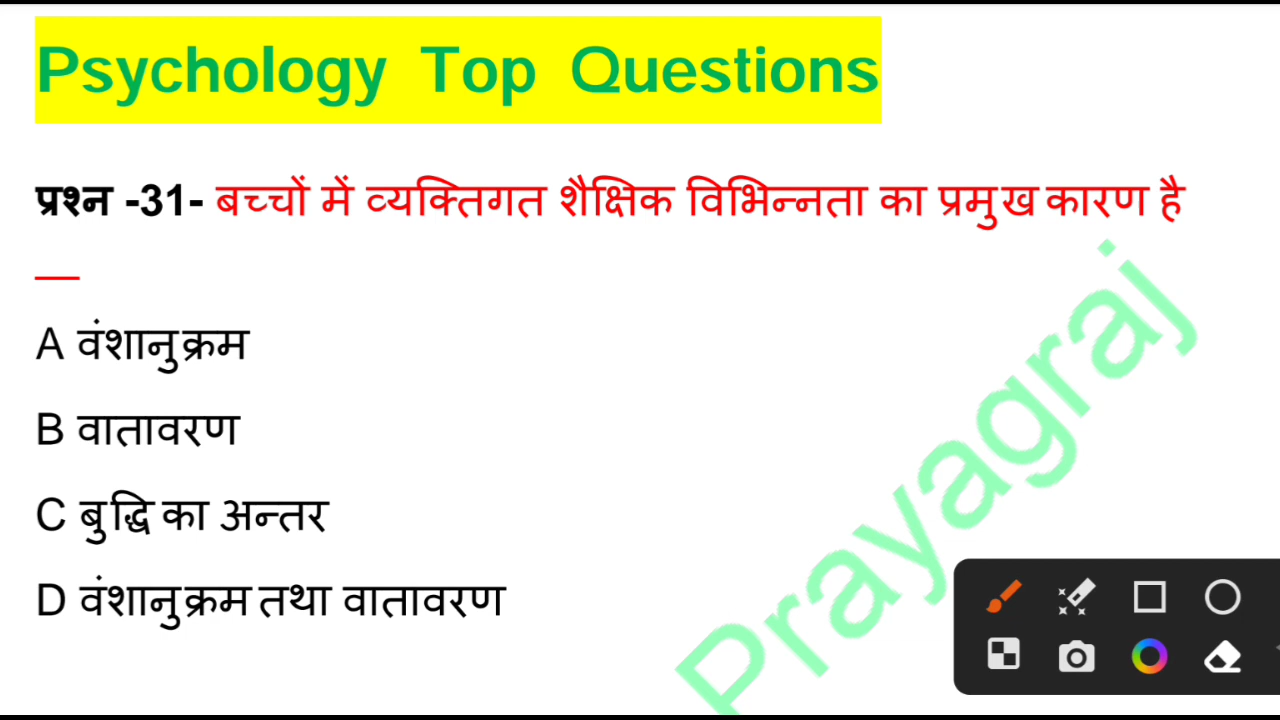 Psychology Top Questions
प्रश्न -31- बच्चों में व्यक्तिगत शैक्षिक विभिन्नता का प्रमुख कारण है
—
A वंशानुक्रम
B वातावरण
C बुद्धि का अन्तर
D वंशानुक्रम तथा वातावरण
Prayagraj